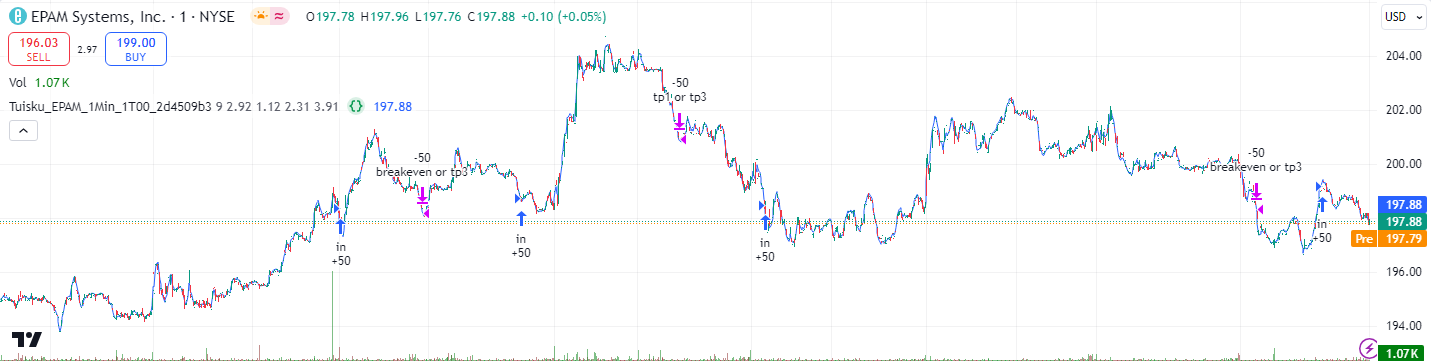 EPAM Systems, Inc. · 1 · NYSE O197.78 H197.96 L197.76 C197.88 +0.10 (+0.05%)
USD
196.03 2.97 199.00
SELL BUY
Vol 1.07 K
Tuisku_EPAM_1Min_1T00_2d4509b3 9 2.92 1.12 2.31 3.91 197.88
204.00
-50
tp1 or tp3
202.00
-50
breakeven or tp3
-50
breakeven or tp3
200.00
197.88
197.88
Pre 197.79
in
+50
in
+50
in
+50
in
+50
196.00
194.00
1.07 K